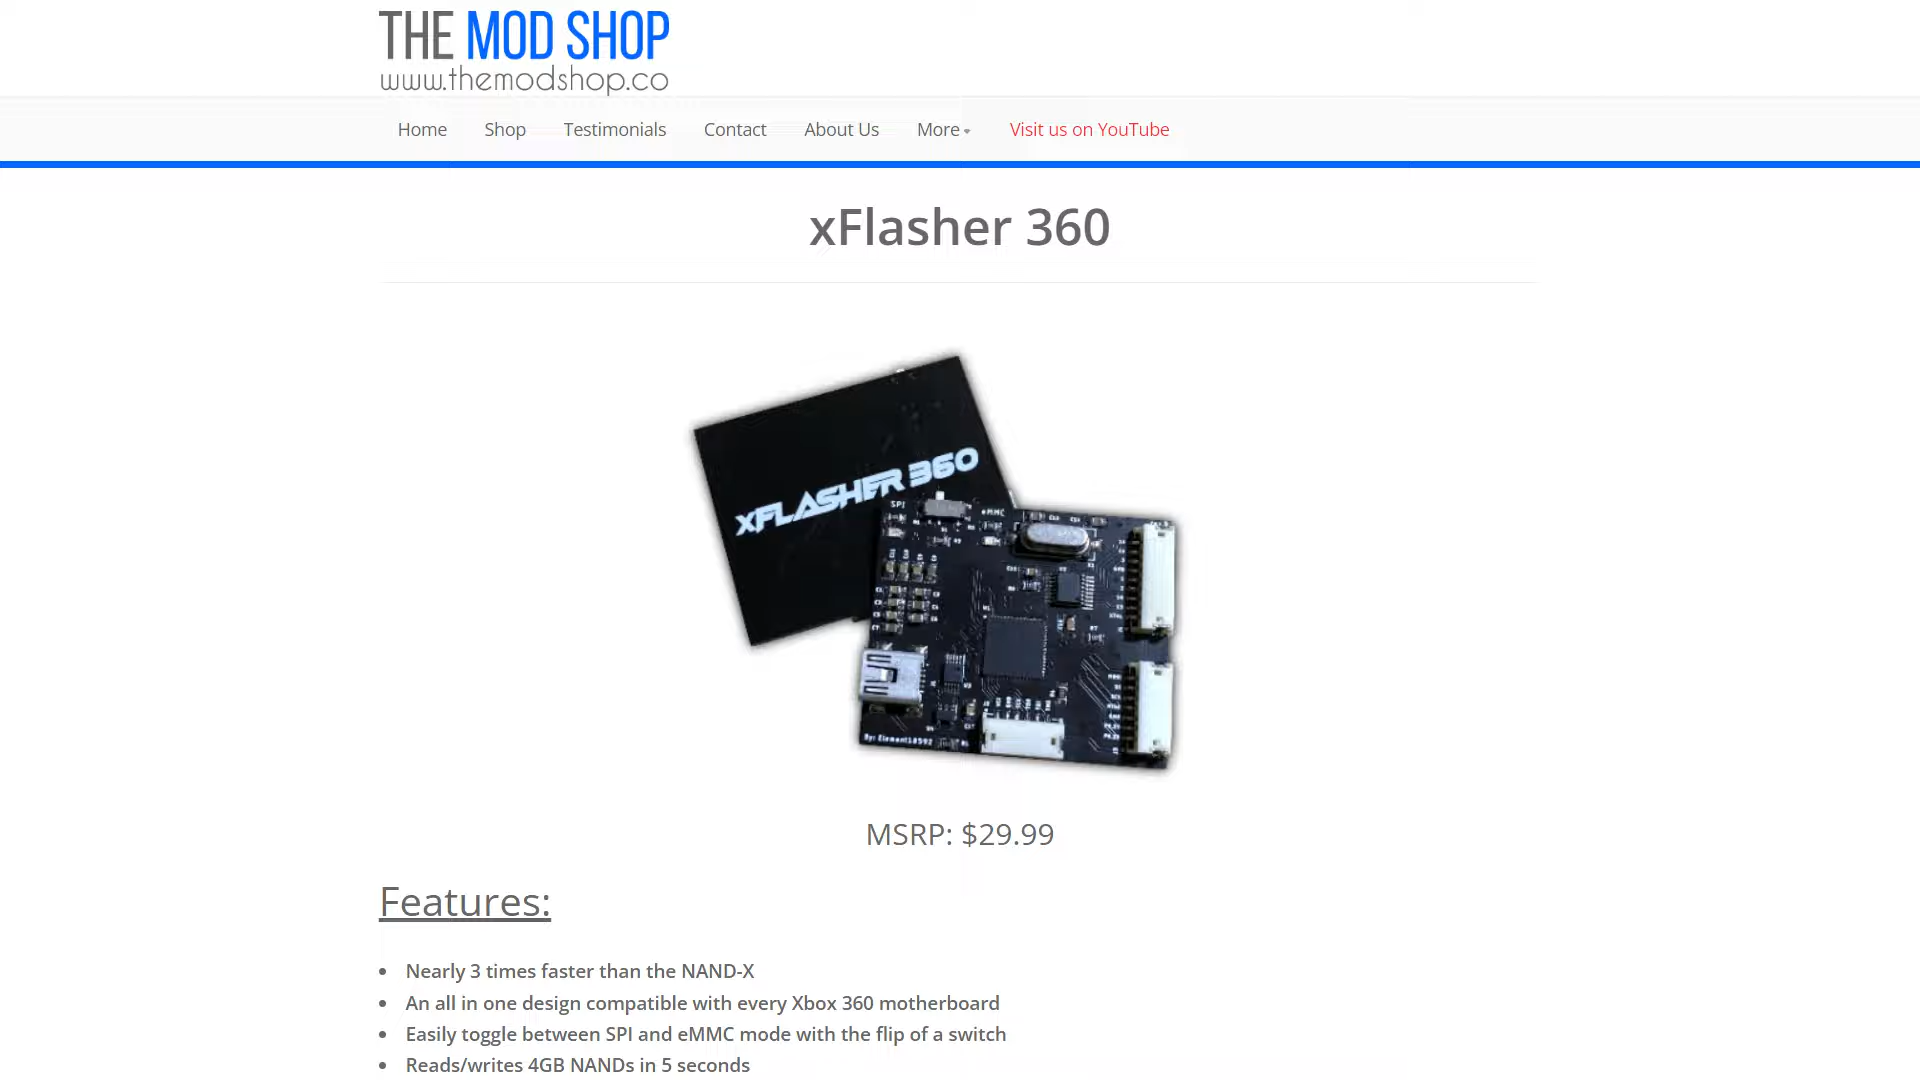 THE MOD SHOP
www.themodshop.co
Home Shop Testimonials Contact About Us More Visit us on YouTube
xFlasher 360
XFLASHER 360
SPI
eMMC
By: Element18592
MSRP: $29.99
Features:
Nearly 3 times faster than the NAND-X
An all in one design compatible with every Xbox 360 motherboard
Easily toggle between SPI and eMMC mode with the flip of a switch
Reads/writes 4GB NANDs in 5 seconds